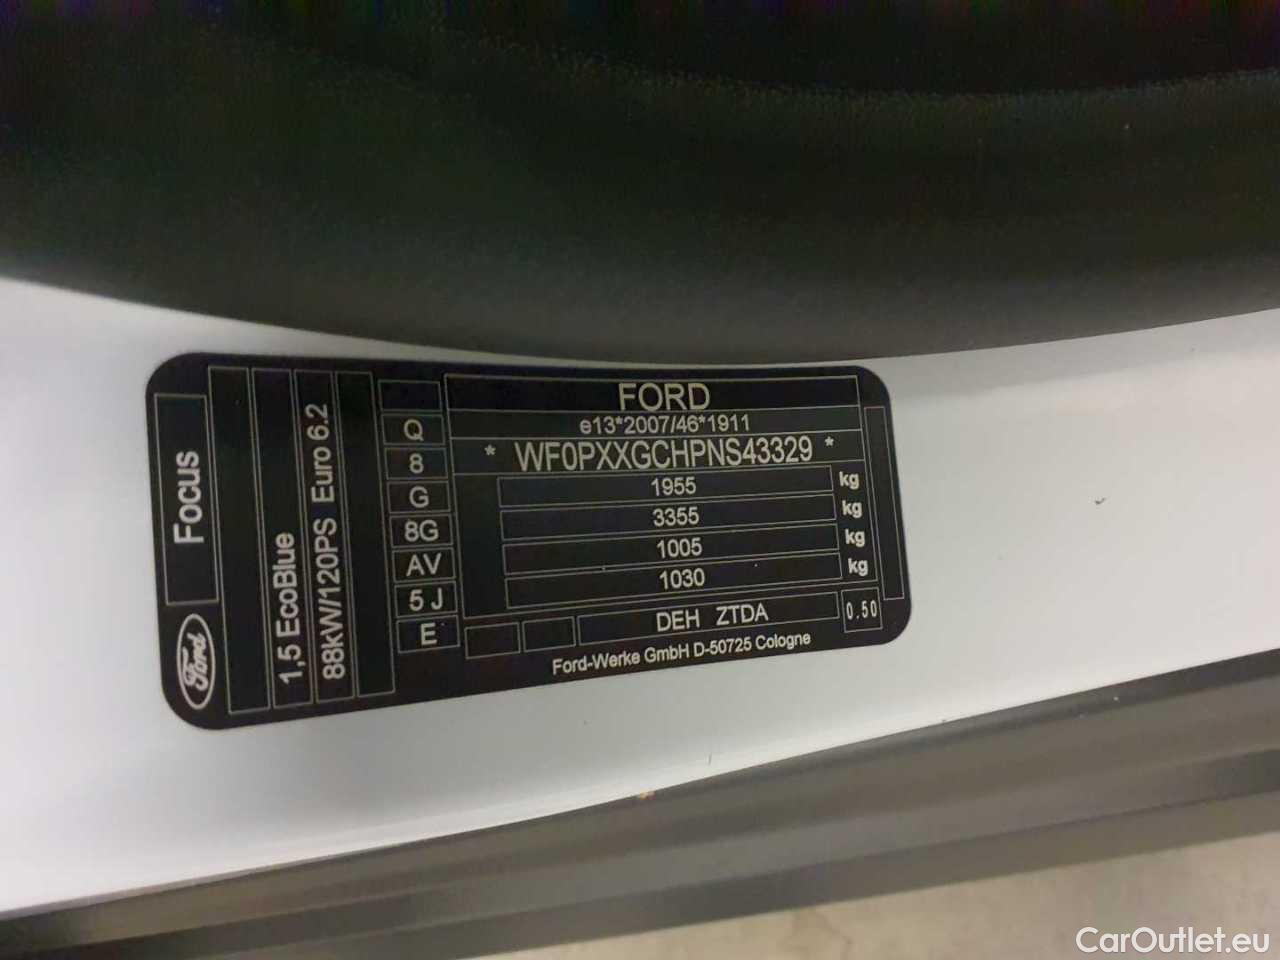 Focus
Ford
1,5 EcoBlue
88kW/120PS Euro 6.2
Q
8
G
8G
AV
5 J
E
FORD
e13*2007/46*1911
* WF0PXXGCHPNS43329 *
1955 kg
3355 kg
1005 kg
1030 kg
DEH ZTDA
0.50
Ford-Werke GmbH D-50725 Cologne
CarOutlet.eu